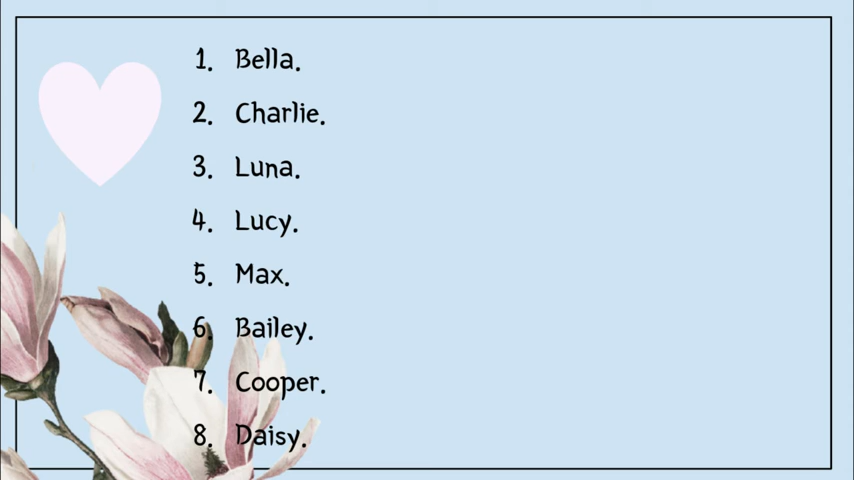 1. Bella.
2. Charlie.
3. Luna.
4. Lucy.
5. Max.
6. Bailey.
7. Cooper.
8. Daisy.